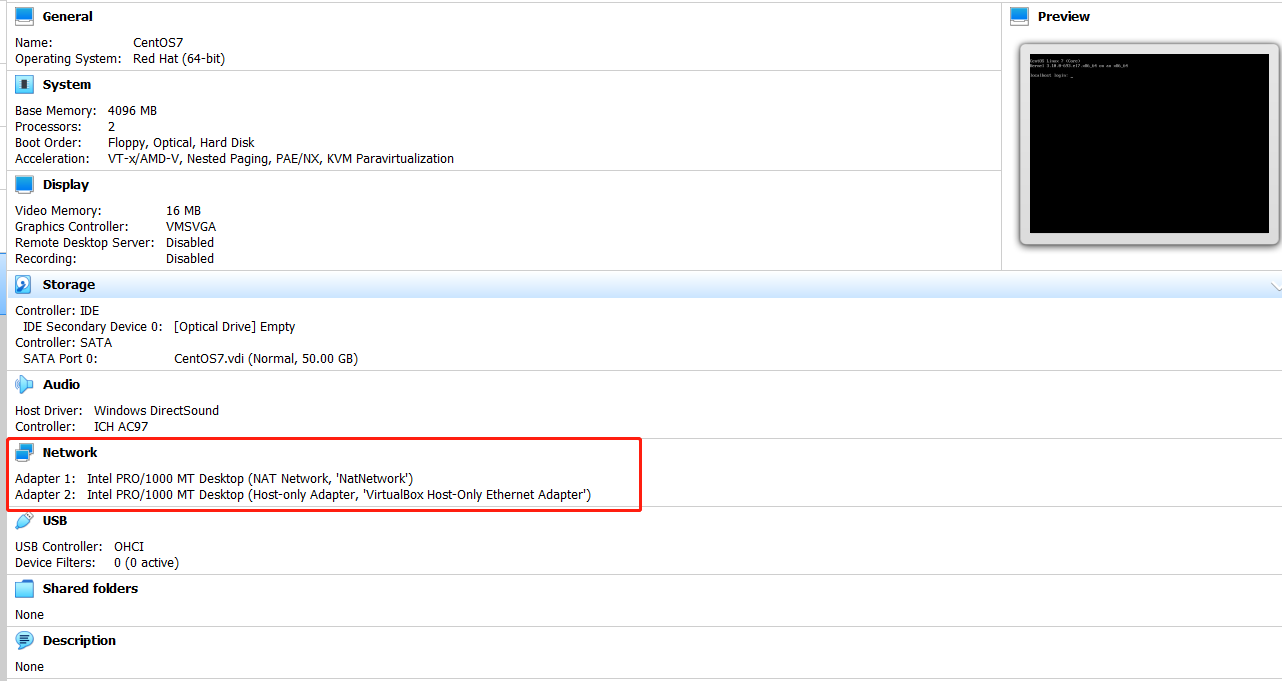 General
Name: CentOS7
Operating System: Red Hat (64-bit)
System
Base Memory: 4096 MB
Processors: 2
Boot Order: Floppy, Optical, Hard Disk
Acceleration: VT-x/AMD-V, Nested Paging, PAE/NX, KVM Paravirtualization
Display
Video Memory: 16 MB
Graphics Controller: VMSVGA
Remote Desktop Server: Disabled
Recording: Disabled
Preview
CentOS Linux 7 (Core)
localhost login: _
Storage
Controller: IDE
IDE Secondary Device 0: [Optical Drive] Empty
Controller: SATA
SATA Port 0: CentOS7.vdi (Normal, 50.00 GB)
Audio
Host Driver: Windows DirectSound
Controller: ICH AC97
Network
Adapter 1: Intel PRO/1000 MT Desktop (NAT Network, 'NatNetwork')
Adapter 2: Intel PRO/1000 MT Desktop (Host-only Adapter, 'VirtualBox Host-Only Ethernet Adapter')
USB
USB Controller: OHCI
Device Filters: 0 (0 active)
Shared folders
None
Description
None